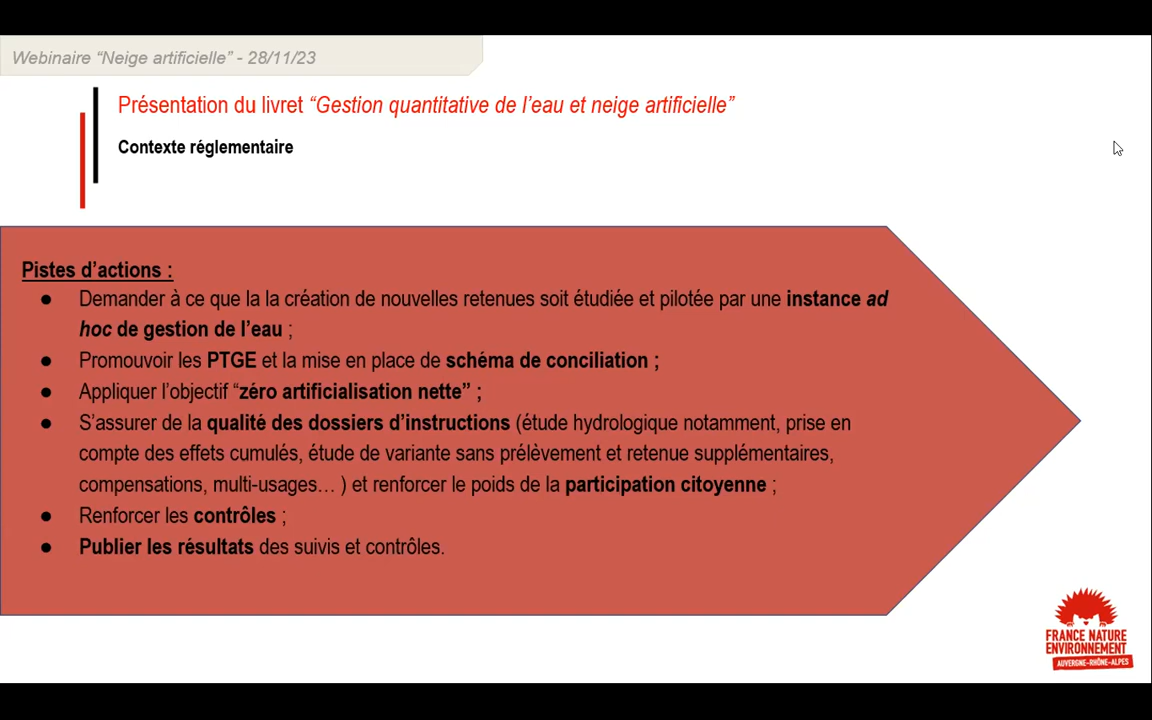 Webinaire “Neige artificielle” - 28/11/23
Présentation du livret “Gestion quantitative de l’eau et neige artificielle”
Contexte réglementaire
Pistes d’actions :
● Demander à ce que la la création de nouvelles retenues soit étudiée et pilotée par une instance ad
hoc de gestion de l’eau ;
● Promouvoir les PTGE et la mise en place de schéma de conciliation ;
● Appliquer l’objectif “zéro artificialisation nette” ;
● S’assurer de la qualité des dossiers d’instructions (étude hydrologique notamment, prise en
compte des effets cumulés, étude de variante sans prélèvement et retenue supplémentaires,
compensations, multi-usages… ) et renforcer le poids de la participation citoyenne ;
● Renforcer les contrôles ;
● Publier les résultats des suivis et contrôles.
FRANCE NATURE
ENVIRONNEMENT
AUVERGNE-RHÔNE-ALPES